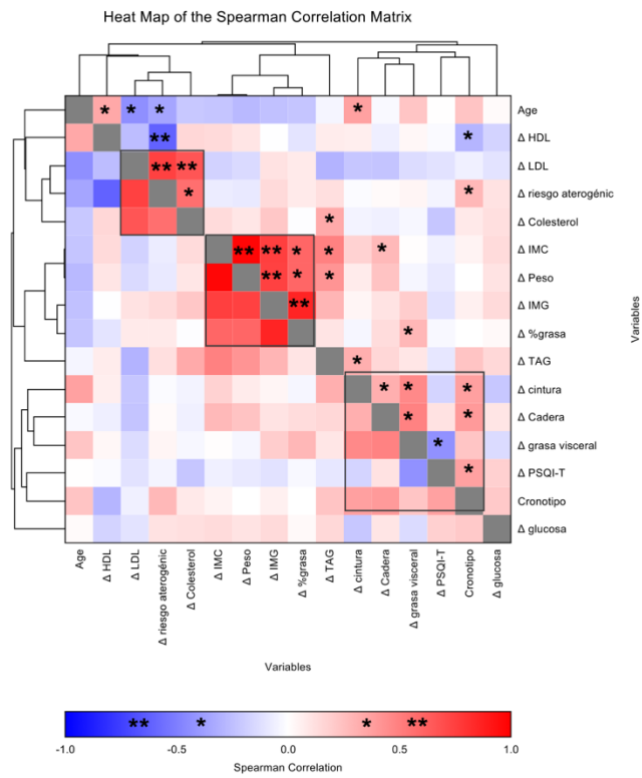 Heat Map of the Spearman Correlation Matrix
* * * * Age
** * Δ HDL
** ** Δ LDL
* * Δ riesgo aterogénic
* Δ Colesterol
** ** * * * Δ IMC
** * * Δ Peso
** Δ IMG
* Δ %grasa
* Δ TAG
* * * Δ cintura
* * Δ Cadera
* Δ grasa visceral
* Δ PSQI-T
Cronotipo
Δ glucosa
Variables
Age
Δ HDL
Δ LDL
Δ riesgo aterogénic
Δ Colesterol
Δ IMC
Δ Peso
Δ IMG
Δ %grasa
Δ TAG
Δ cintura
Δ Cadera
Δ grasa visceral
Δ PSQI-T
Cronotipo
Δ glucosa
Variables
** * * **
-1.0 -0.5 0.0 0.5 1.0
Spearman Correlation